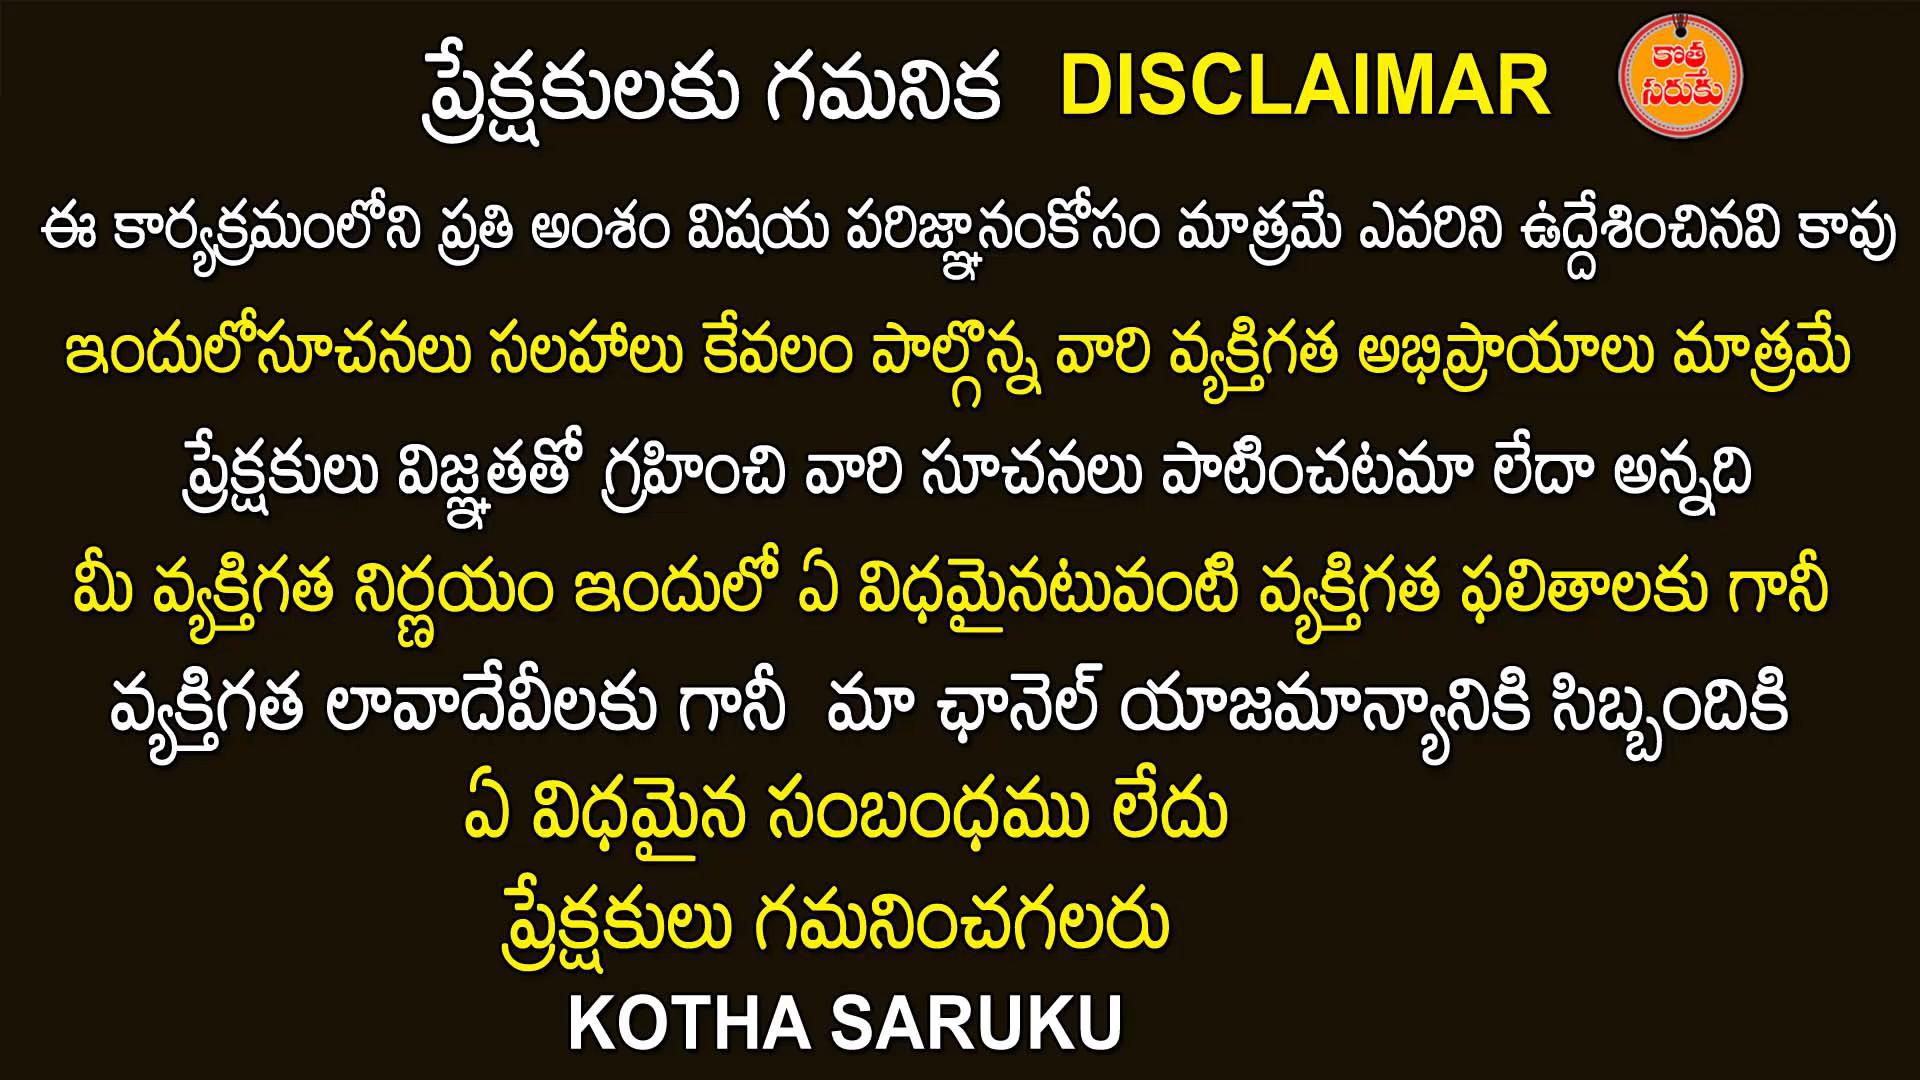 ప్రేక్షకులకు గమనిక DISCLAIMAR
కొత్త
సరుకు
ఈ కార్యక్రమంలోని ప్రతి అంశం విషయ పరిజ్ఞానంకోసం మాత్రమే ఎవరిని ఉద్దేశించినవి కావు
ఇందులోసూచనలు సలహాలు కేవలం పాల్గొన్న వారి వ్యక్తిగత అభిప్రాయాలు మాత్రమే
ప్రేక్షకులు విజ్ఞతతో గ్రహించి వారి సూచనలు పాటించటమా లేదా అన్నది
మీ వ్యక్తిగత నిర్ణయం ఇందులో ఏ విధమైనటువంటి వ్యక్తిగత ఫలితాలకు గానీ
వ్యక్తిగత లావాదేవీలకు గానీ మా ఛానెల్ యాజమాన్యానికి సిబ్బందికి
ఏ విధమైన సంబంధము లేదు
ప్రేక్షకులు గమనించగలరు
KOTHA SARUKU